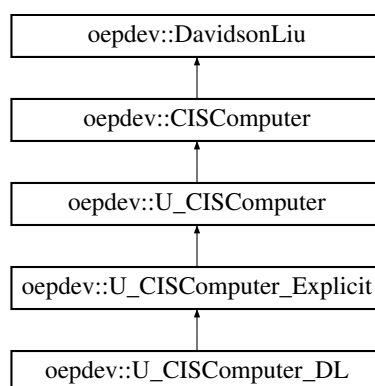 oepdev::DavidsonLiu
oepdev::CISComputer
oepdev::U_CISComputer
oepdev::U_CISComputer_Explicit
oepdev::U_CISComputer_DL